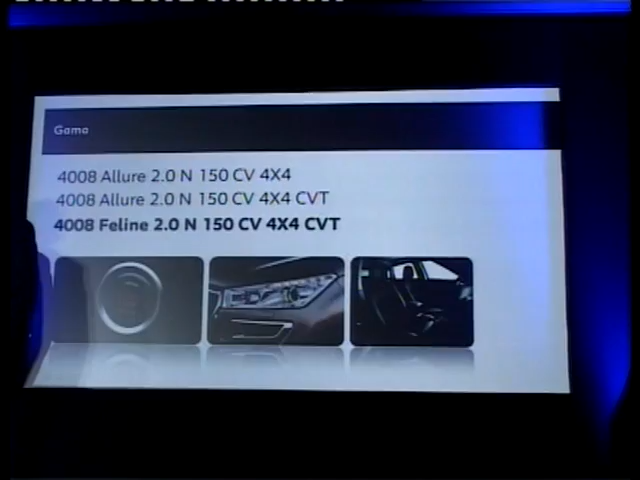 Gama
4008 Allure 2.0 N 150 CV 4X4
4008 Allure 2.0 N 150 CV 4X4 CVT
4008 Feline 2.0 N 150 CV 4X4 CVT